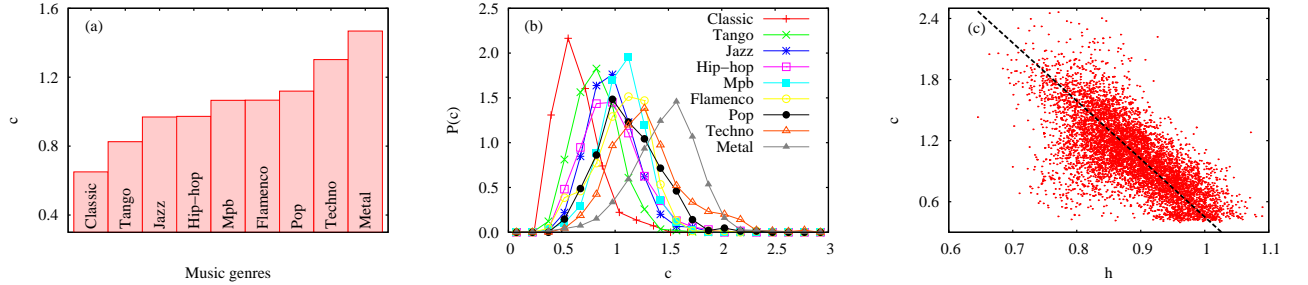 (a)
1.6
1.2
0.8
0.4
c
Classic
Tango
Jazz
Hip-hop
Mpb
Flamenco
Pop
Techno
Metal
Music genres
(b)
2.5
2.0
1.5
1.0
0.5
0.0
P(c)
Classic
Tango
Jazz
Hip-hop
Mpb
Flamenco
Pop
Techno
Metal
0 0.5 1 1.5 2 2.5 3
c
(c)
2.4
1.8
1.2
0.6
c
0.6 0.7 0.8 0.9 1 1.1
h